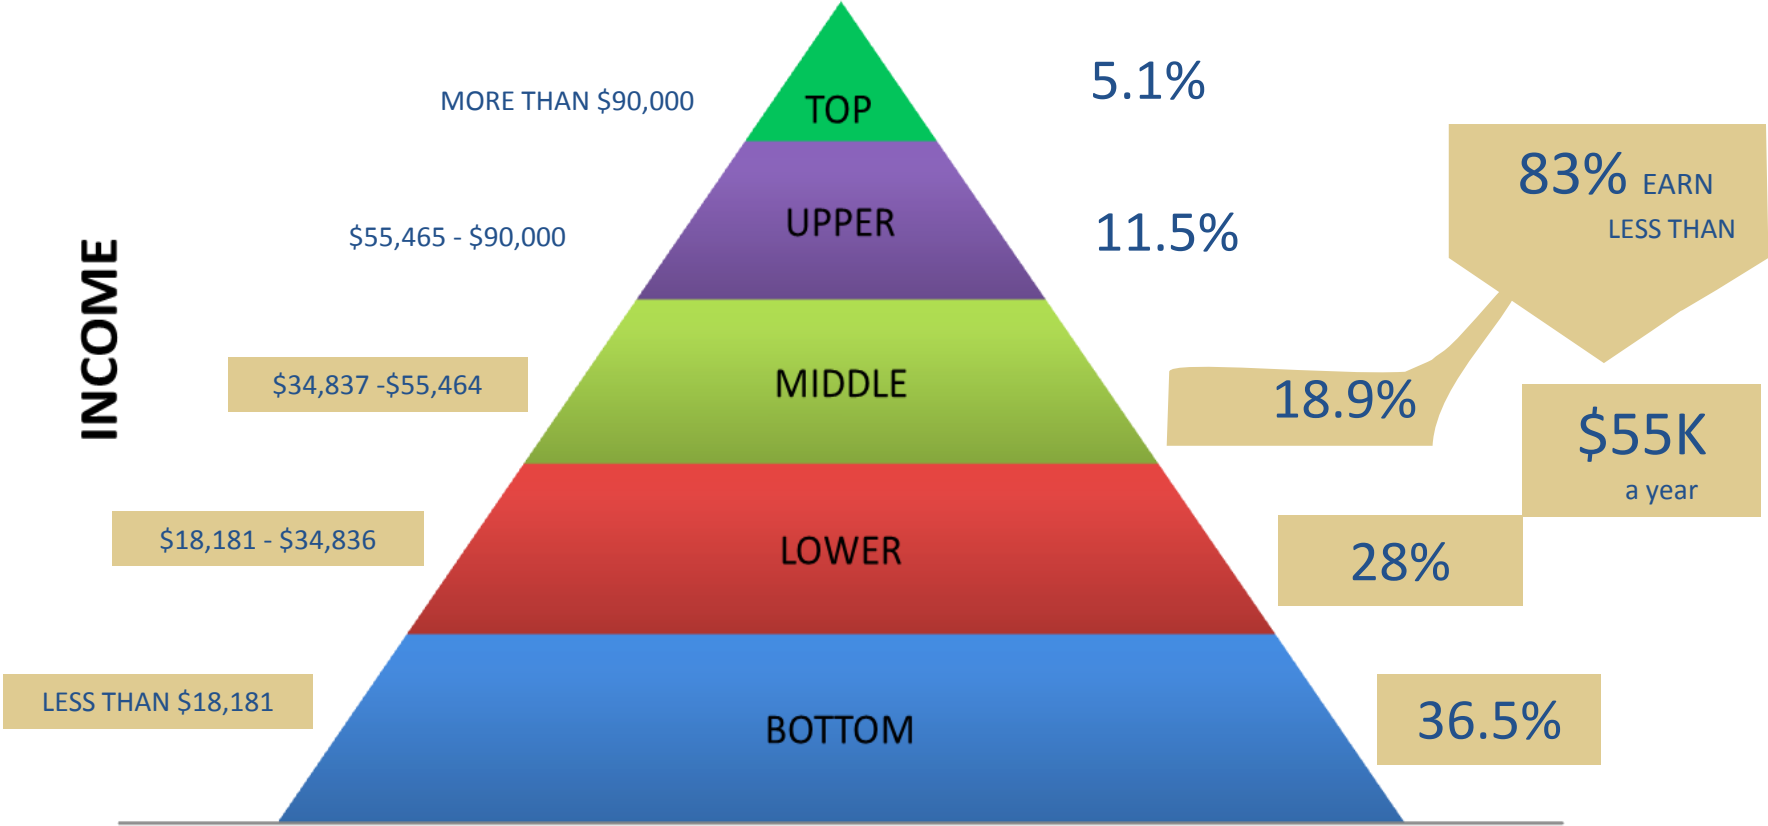 MORE THAN $90,000
TOP
5.1%
83% EARN
LESS THAN
$55,465 - $90,000
UPPER
11.5%
INCOME
$34,837 -$55,464
MIDDLE
18.9%
$55K
a year
$18,181 - $34,836
LOWER
28%
LESS THAN $18,181
BOTTOM
36.5%